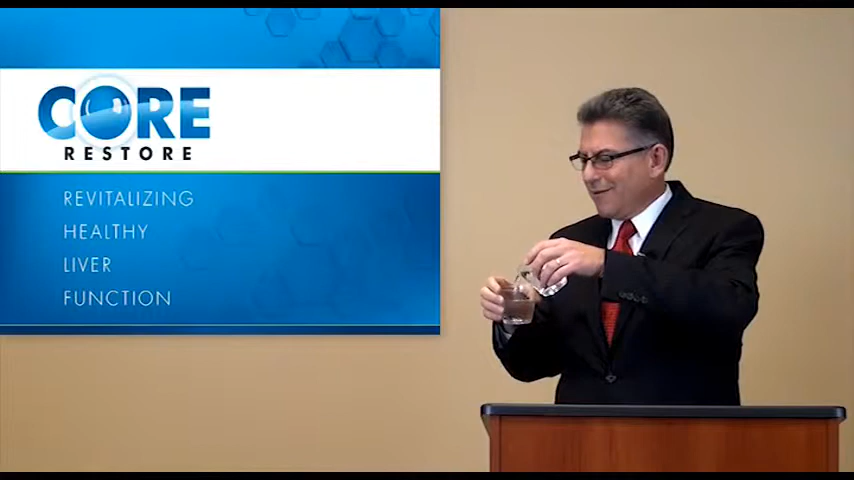 CORE
RESTORE
REVITALIZING
HEALTHY
LIVER
FUNCTION